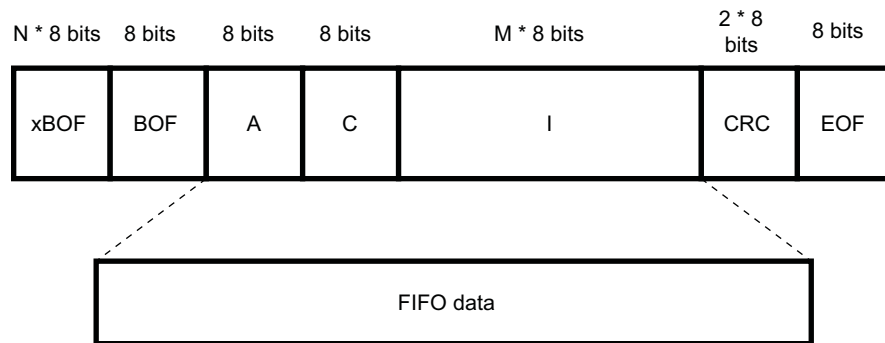 N * 8 bits 8 bits 8 bits 8 bits M * 8 bits 2 * 8 bits 8 bits
xBOF BOF A C I CRC EOF
FIFO data